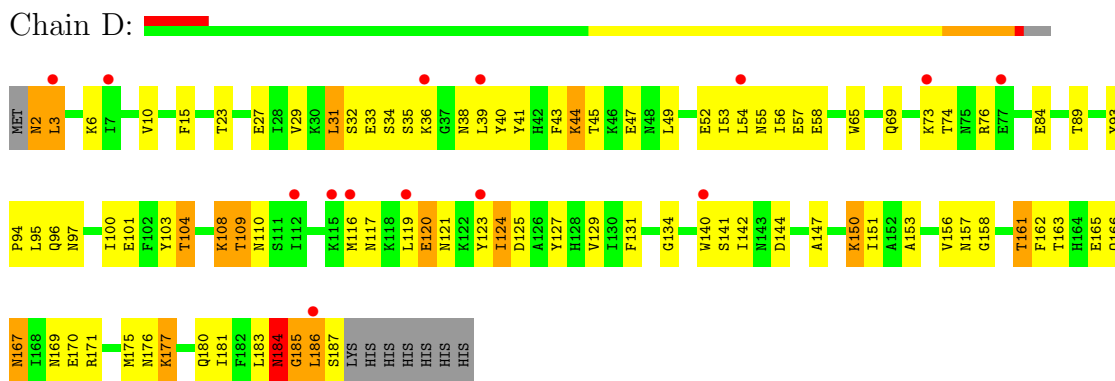 Chain D:
MET N2 L3 K6 I7 V10 F15 T23 E27 I28 V29 K30 L31 S32 E33 S34 S35 K36 G37 N38 L39 Y40 Y41 H42 F43 K44 T45 K46 E47 N48 L49 E52 I53 L54 N55 I56 E57 E58 W65 Q69 K73 T74 N75 R76 E77 E84 T89
P94 L95 Q96 N97 I100 E101 F102 Y103 T104 K108 T109 N110 S111 I112 K115 M116 N117 K118 L119 E120 N121 K122 Y123 I124 D125 A126 Y127 H128 V129 I130 F131 G134 W140 S141 I142 N143 D144 A147 K150 I151 A152 A153 V156 N157 G158 T161 F162 T163 H164 E165
N167 I168 N169 E170 R171 M175 N176 K177 Q180 I181 F182 L183 N184 G185 L186 S187 LYS HIS HIS HIS HIS HIS HIS